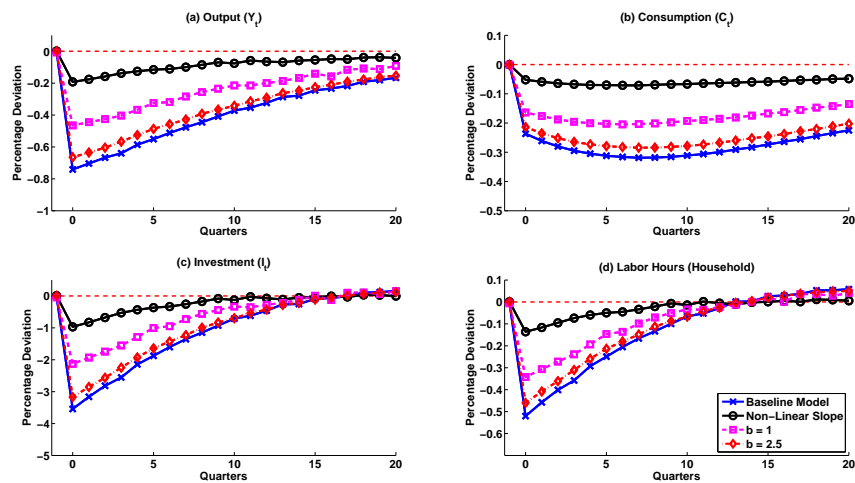 (a) Output (Y_t)
Percentage Deviation
0
−0.2
−0.4
−0.6
−0.8
−1
0 5 10 15 20
Quarters
(b) Consumption (C_t)
Percentage Deviation
0.1
0
−0.1
−0.2
−0.3
−0.4
−0.5
0 5 10 15 20
Quarters
(c) Investment (I_t)
Percentage Deviation
0
−1
−2
−3
−4
−5
0 5 10 15 20
Quarters
(d) Labor Hours (Household)
Percentage Deviation
0.1
0
−0.1
−0.2
−0.3
−0.4
−0.5
−0.6
0 5 10 15 20
Quarters
Baseline Model
Non−Linear Slope
b = 1
b = 2.5